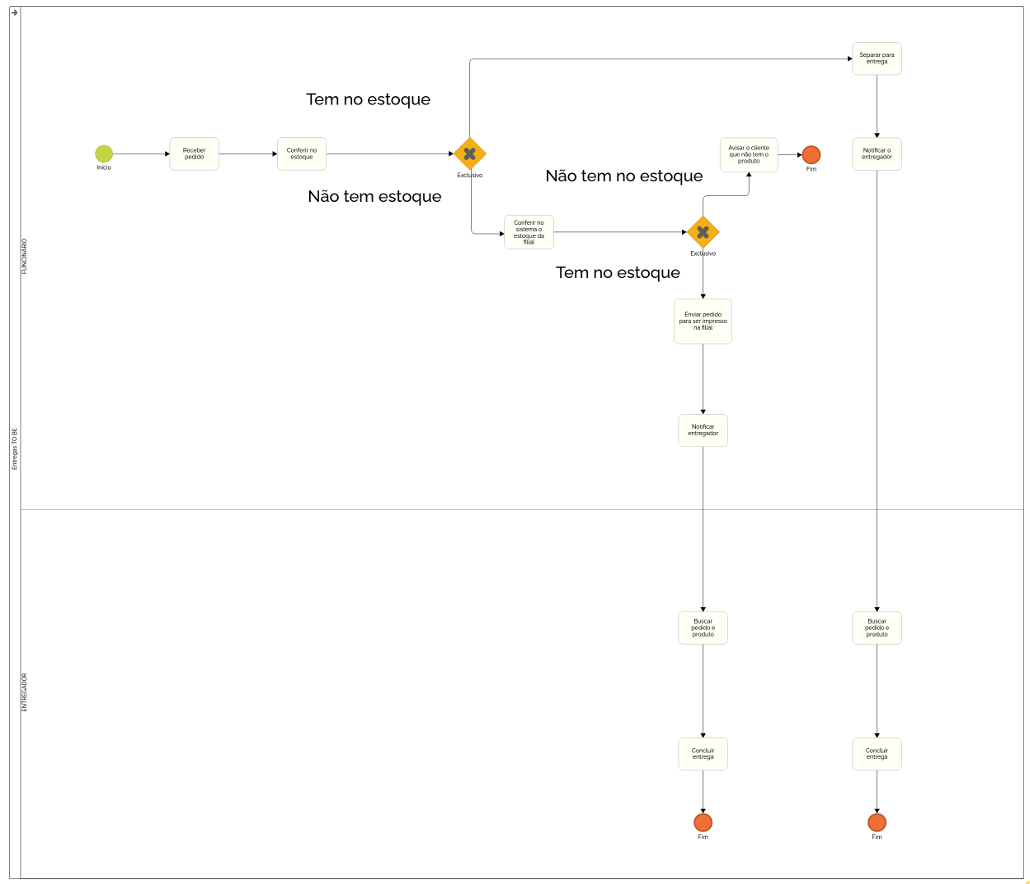 Separar para
entrega
Tem no estoque
Início
Receber
pedido
Conferir no
estoque
Exclusivo
Avisar o cliente
que não tem o
produto
Fim
Notificar o
entregador
Não tem no estoque
Não tem estoque
Conferir no
sistema o
estoque da
filial
Exclusivo
FUNCINÁRIO
Tem no estoque
Enviar pedido
para ser impresso
na filial
Notificar
entregador
Entregas TO BE
Buscar
pedido e
produto
Buscar
pedido e
produto
ENTREGADOR
Concluir
entrega
Concluir
entrega
Fim
Fim